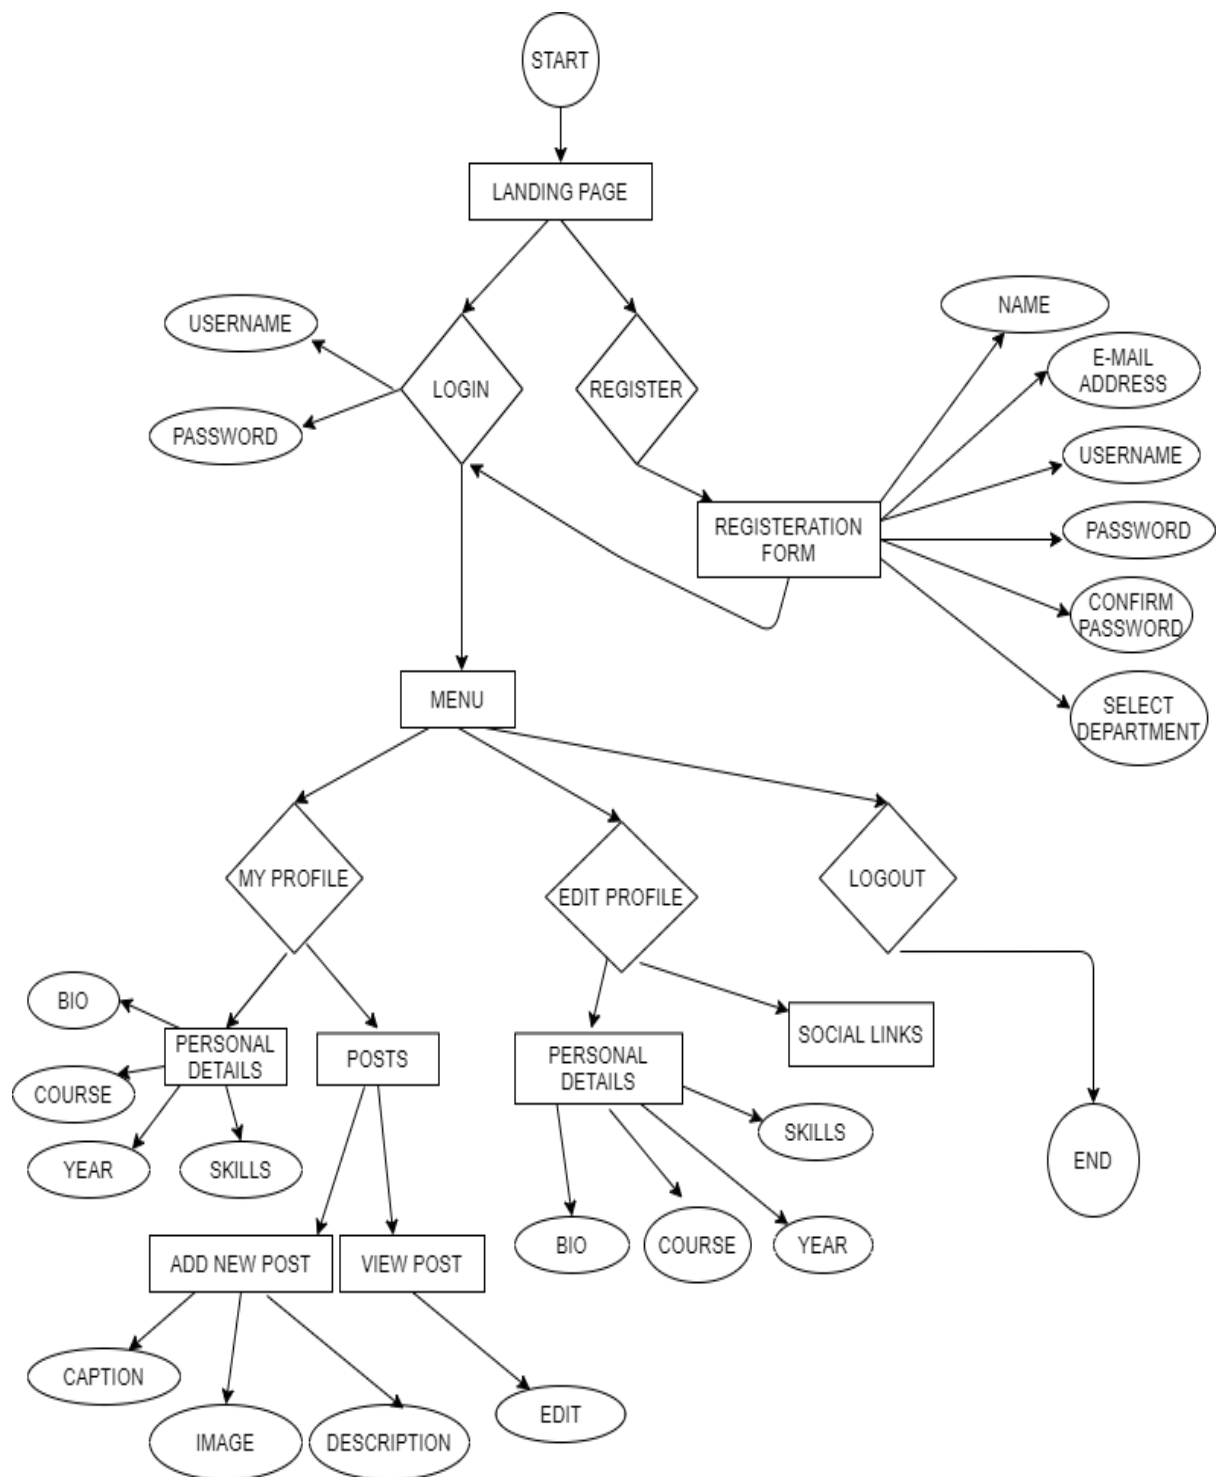 START
LANDING PAGE
USERNAME
PASSWORD
LOGIN
REGISTER
NAME
E-MAIL
ADDRESS
USERNAME
PASSWORD
CONFIRM
PASSWORD
SELECT
DEPARTMENT
REGISTERATION
FORM
MENU
MY PROFILE
EDIT PROFILE
LOGOUT
BIO
COURSE
YEAR
SKILLS
PERSONAL
DETAILS
POSTS
PERSONAL
DETAILS
SOCIAL LINKS
SKILLS
BIO
COURSE
YEAR
END
ADD NEW POST
VIEW POST
CAPTION
IMAGE
DESCRIPTION
EDIT